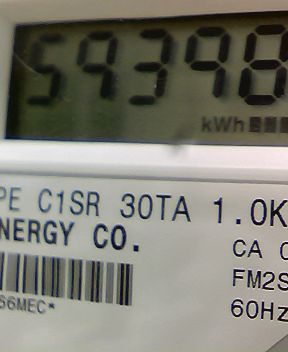 59398
kWh
PE C1SR 30TA 1.0K
NERGY CO.
CA
FM2S
56MEC*
60Hz